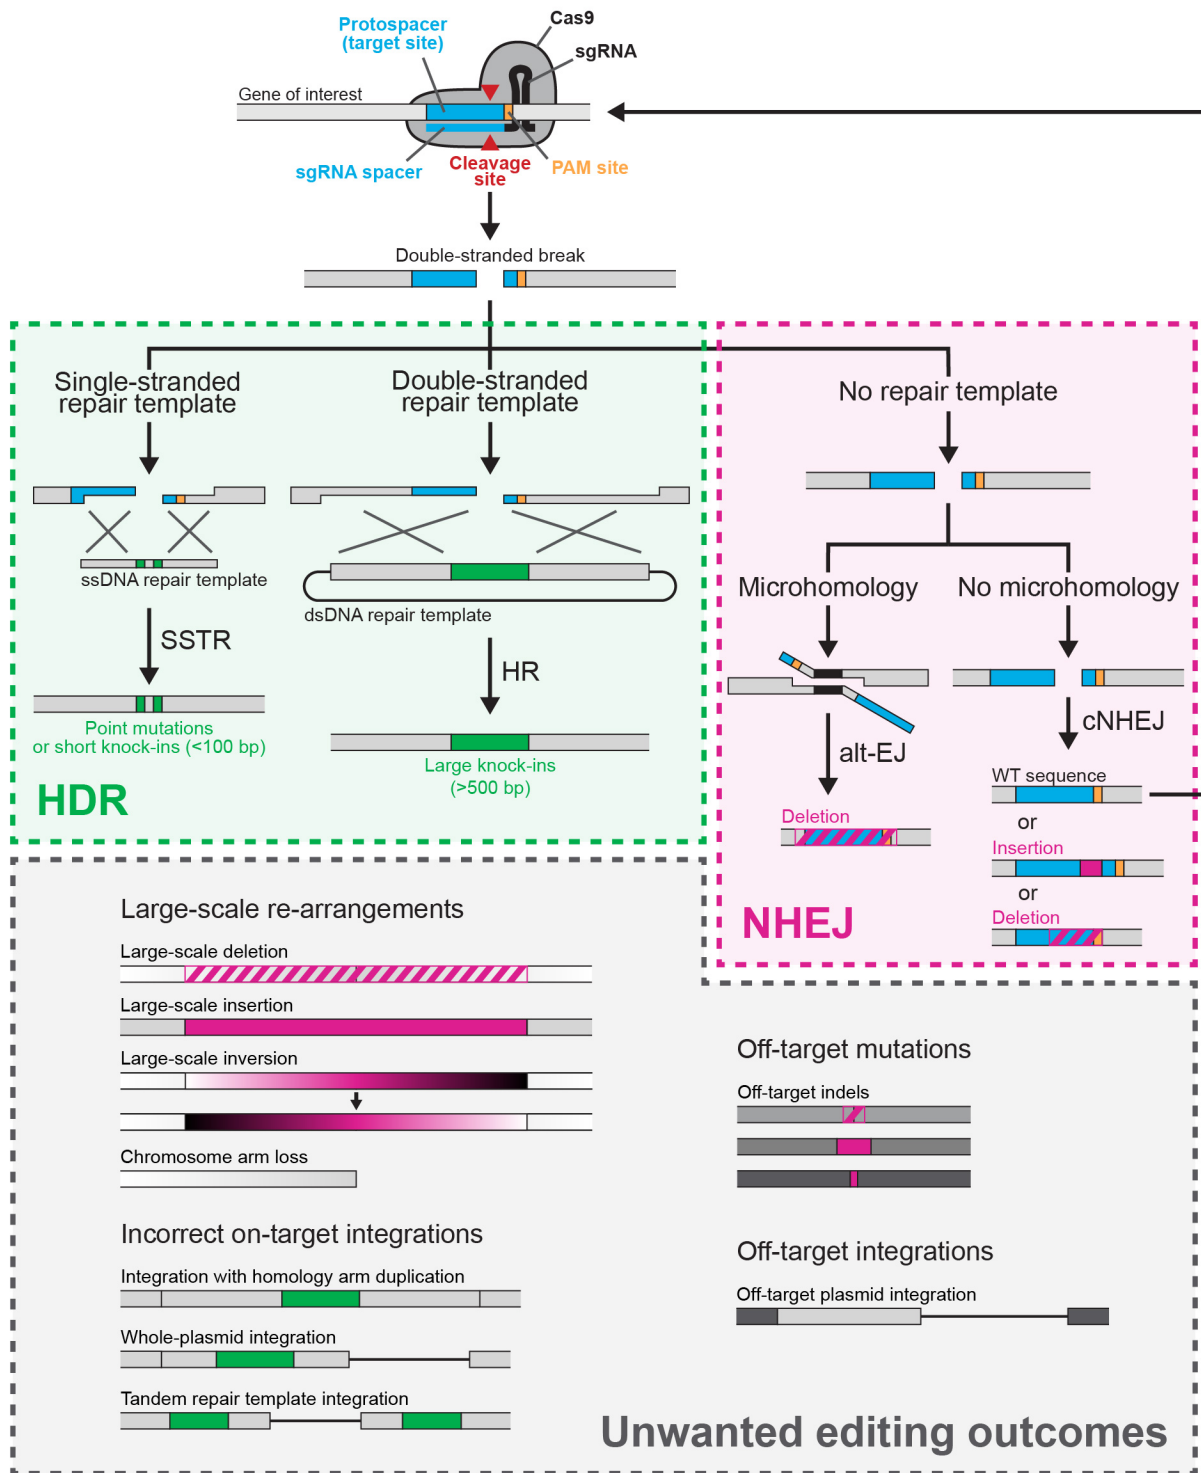 Cas9
Protospacer
(target site)
sgRNA
Gene of interest
sgRNA spacer
Cleavage
site
PAM site
Double-stranded break
Single-stranded
repair template
Double-stranded
repair template
No repair template
ssDNA repair template
dsDNA repair template
SSTR
HR
Point mutations
or short knock-ins (<100 bp)
Large knock-ins
(>500 bp)
HDR
Microhomology
No microhomology
alt-EJ
cNHEJ
Deletion
WT sequence
or
Insertion
or
Deletion
NHEJ
Large-scale re-arrangements
Large-scale deletion
Large-scale insertion
Large-scale inversion
Chromosome arm loss
Incorrect on-target integrations
Integration with homology arm duplication
Whole-plasmid integration
Tandem repair template integration
Off-target mutations
Off-target indels
Off-target integrations
Off-target plasmid integration
Unwanted editing outcomes